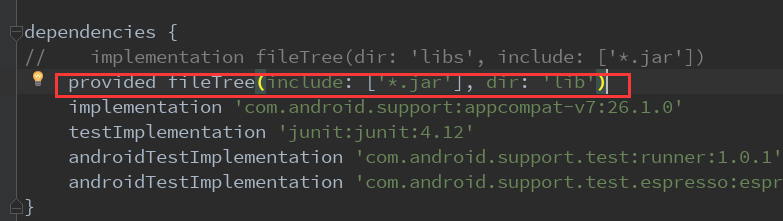 dependencies {
//    implementation fileTree(dir: 'libs', include: ['*.jar'])
    provided fileTree(include: ['*.jar'], dir: 'lib')
    implementation 'com.android.support:appcompat-v7:26.1.0'
    testImplementation 'junit:junit:4.12'
    androidTestImplementation 'com.android.support.test:runner:1.0.1'
    androidTestImplementation 'com.android.support.test.espresso:espr
}